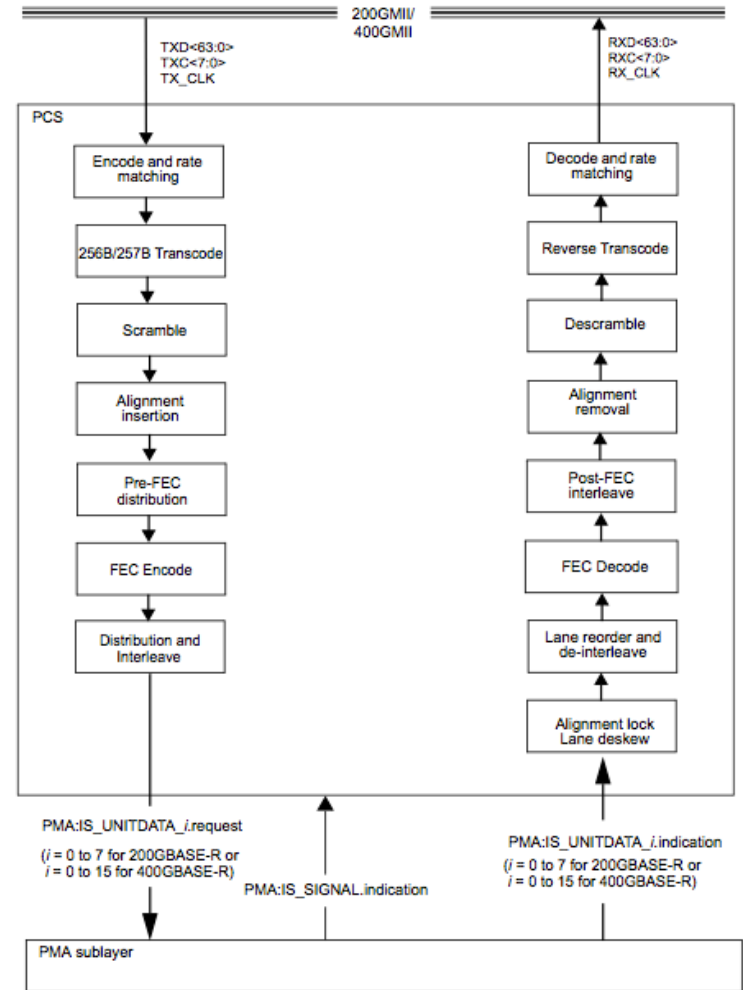 200GMII/
400GMII
TXD<63:0>
TXC<7:0>
TX_CLK
RXD<63:0>
RXC<7:0>
RX_CLK
PCS
Encode and rate
matching
256B/257B Transcode
Scramble
Alignment
insertion
Pre-FEC
distribution
FEC Encode
Distribution and
Interleave
Decode and rate
matching
Reverse Transcode
Descramble
Alignment
removal
Post-FEC
interleave
FEC Decode
Lane reorder and
de-interleave
Alignment lock
Lane deskew
PMA:IS_UNITDATA_i.request
(i = 0 to 7 for 200GBASE-R or
i = 0 to 15 for 400GBASE-R)
PMA:IS_SIGNAL.indication
PMA:IS_UNITDATA_i.indication
(i = 0 to 7 for 200GBASE-R or
i = 0 to 15 for 400GBASE-R)
PMA sublayer